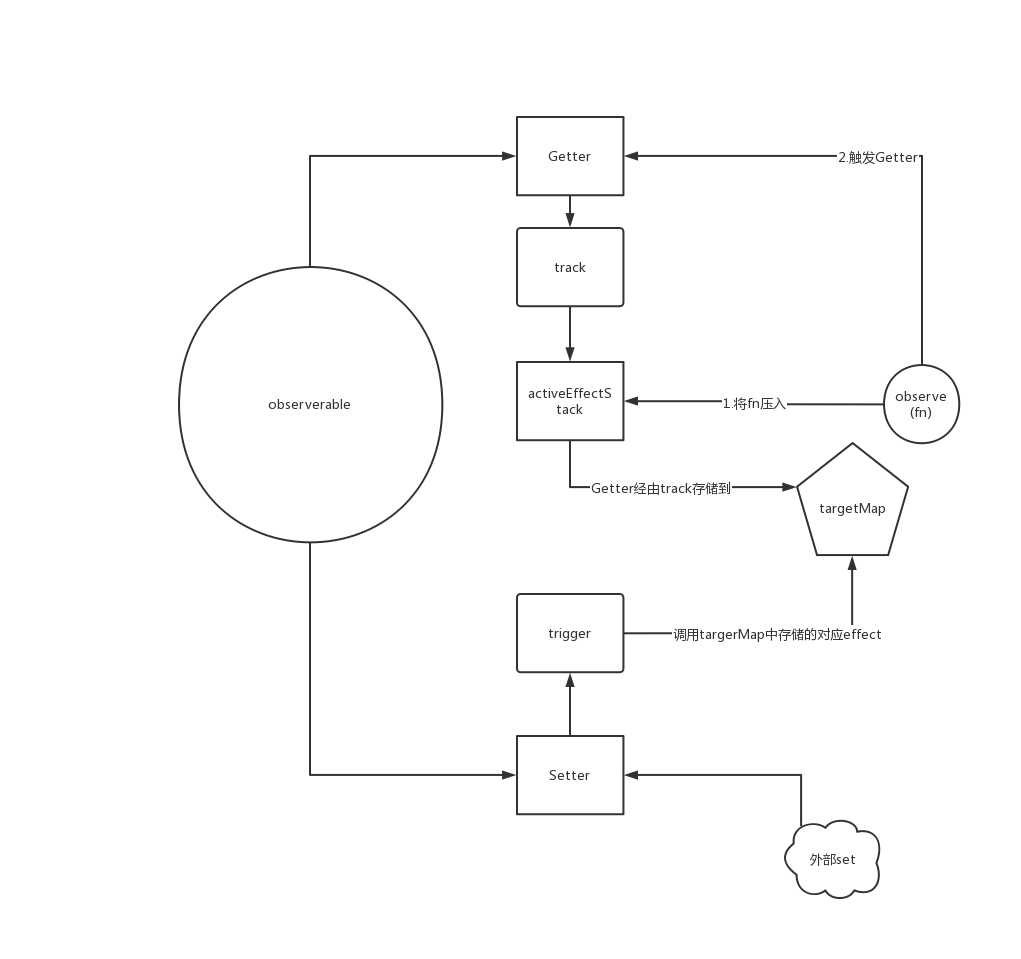 Getter
2.触发Getter
track
observerable
activeEffectS
tack
1.将fn压入
observe
(fn)
Getter经由track存储到
targetMap
trigger
调用targerMap中存储的对应effect
Setter
外部set